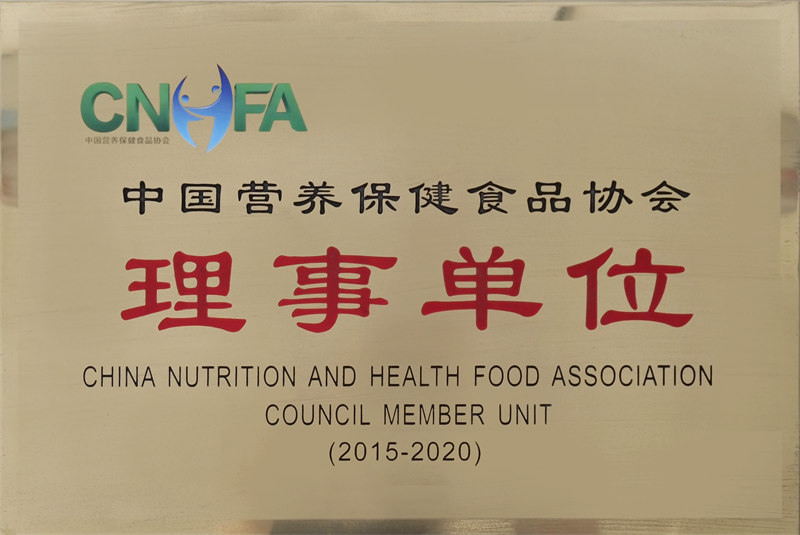 CNHFA
中国营养保健食品协会
中国营养保健食品协会
理事单位
CHINA NUTRITION AND HEALTH FOOD ASSOCIATION
COUNCIL MEMBER UNIT
(2015-2020)